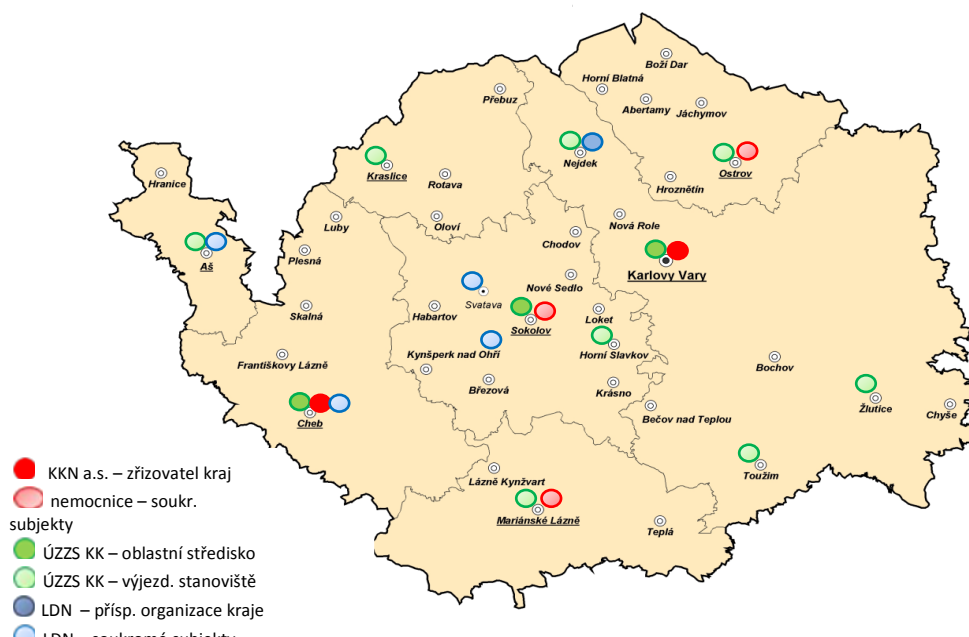 Boží Dar
Horní Blatná
Přebuz
Abertamy
Jáchymov
Nejdek
Kraslice
Ostrov
Hranice
Rotava
Hroznětín
Luby
Oloví
Nová Role
Chodov
Plesná
Aš
Karlovy Vary
Nové Sedlo
Svatava
Skalná
Habartov
Loket
Sokolov
Horní Slavkov
Kynšperk nad Ohří
Františkovy Lázně
Bochov
Březová
Krásno
Žlutice
Chyše
Cheb
Bečov nad Teplou
Toužim
Lázně Kynžvart
Mariánské Lázně
Teplá
KKN a.s. – zřizovatel kraj
nemocnice – soukr.
subjekty
ÚZZS KK – oblastní středisko
ÚZZS KK – výjezd. stanoviště
LDN – přísp. organizace kraje
LDN – soukromé subjekty